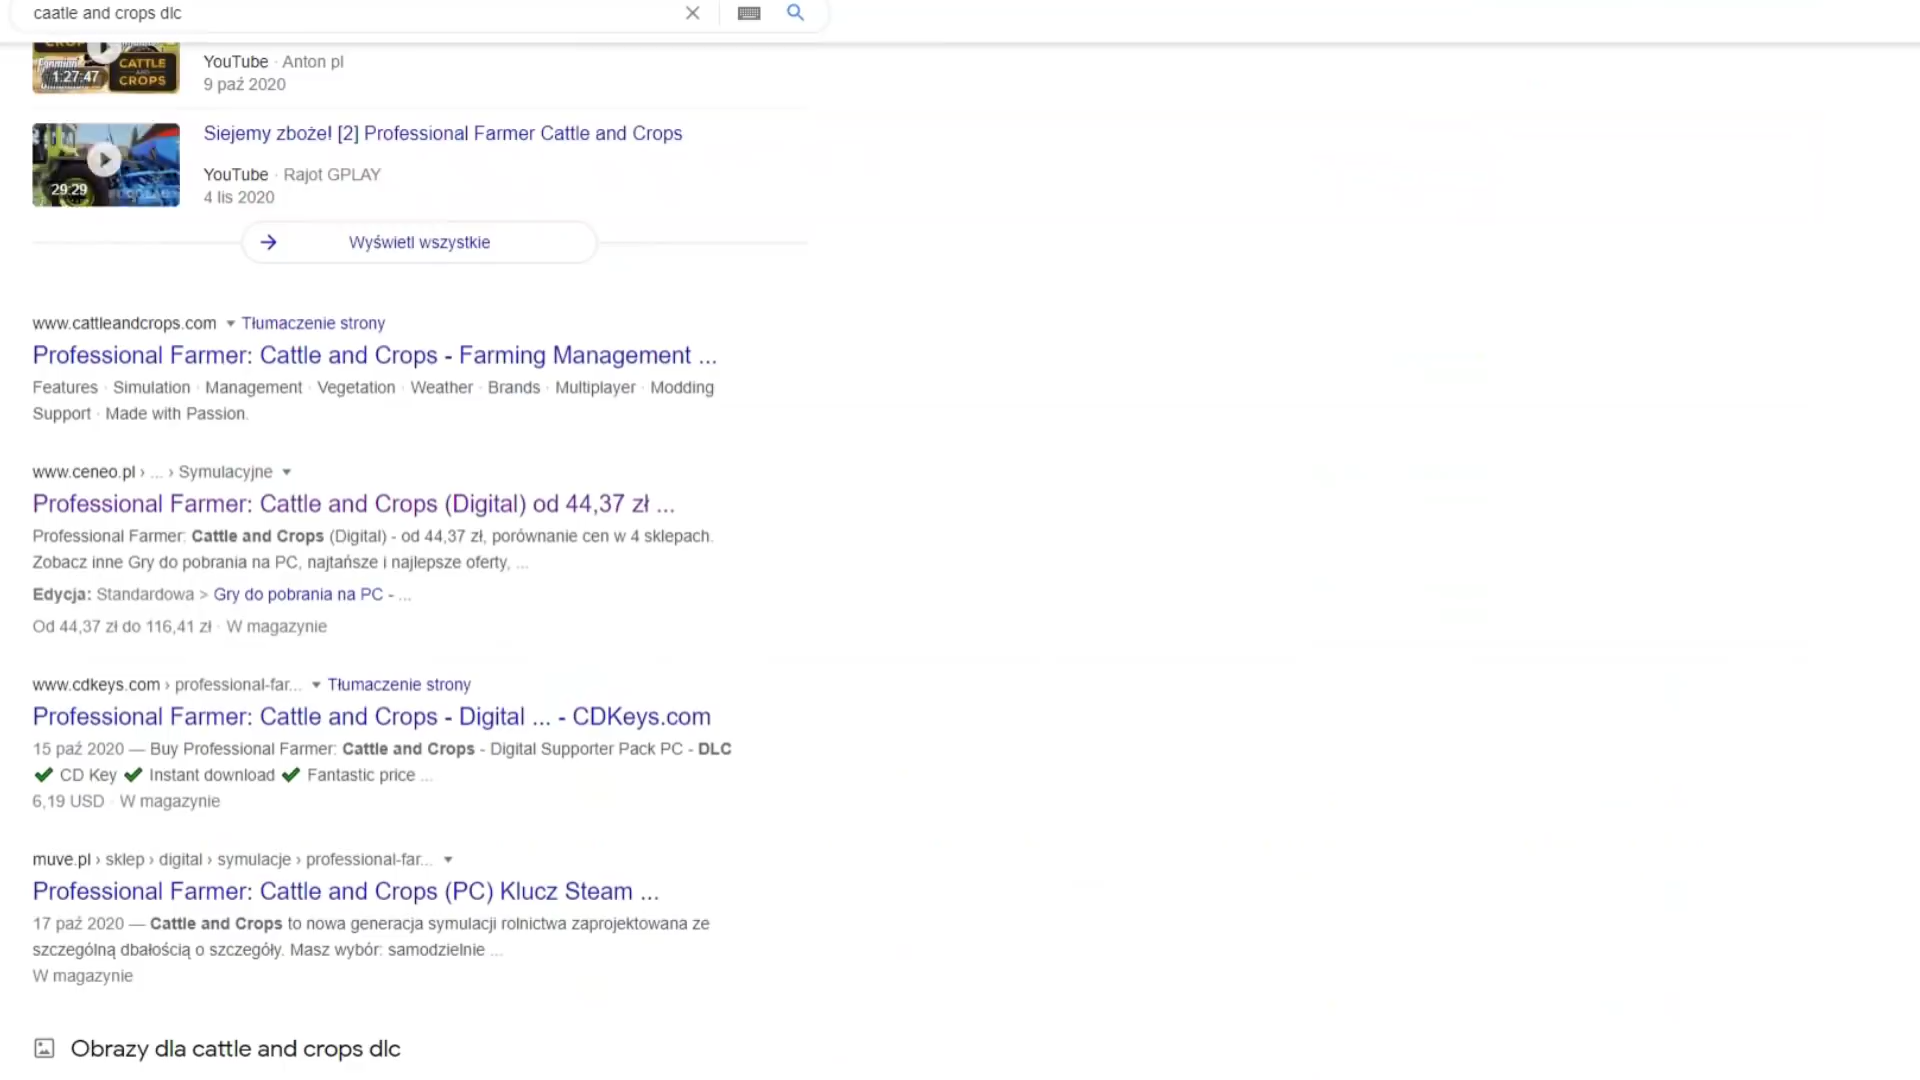 caatle and crops dlc
CATTLE
1:27:47
CROPS
YouTube · Anton pl
9 paź 2020
Siejemy zboże! [2] Professional Farmer Cattle and Crops
YouTube · Rajot GPLAY
29:29
4 lis 2020
Wyświetl wszystkie
www.cattleandcrops.com Tłumaczenie strony
Professional Farmer: Cattle and Crops - Farming Management ...
Features · Simulation · Management · Vegetation · Weather · Brands · Multiplayer · Modding
Support · Made with Passion.
www.ceneo.pl › ... › Symulacyjne
Professional Farmer: Cattle and Crops (Digital) od 44,37 zł ...
Professional Farmer: Cattle and Crops (Digital) - od 44,37 zł, porównanie cen w 4 sklepach.
Zobacz inne Gry do pobrania na PC, najtańsze i najlepsze oferty, ...
Edycja: Standardowa > Gry do pobrania na PC - ...
Od 44,37 zł do 116,41 zł · W magazynie
www.cdkeys.com › professional-far... Tłumaczenie strony
Professional Farmer: Cattle and Crops - Digital ... - CDKeys.com
15 paź 2020 — Buy Professional Farmer: Cattle and Crops - Digital Supporter Pack PC - DLC
✔ CD Key ✔ Instant download ✔ Fantastic price ...
6,19 USD · W magazynie
muve.pl › sklep › digital › symulacje › professional-far...
Professional Farmer: Cattle and Crops (PC) Klucz Steam ...
17 paź 2020 — Cattle and Crops to nowa generacja symulacji rolnictwa zaprojektowana ze
szczególną dbałością o szczegóły. Masz wybór: samodzielnie ...
W magazynie
Obrazy dla cattle and crops dlc